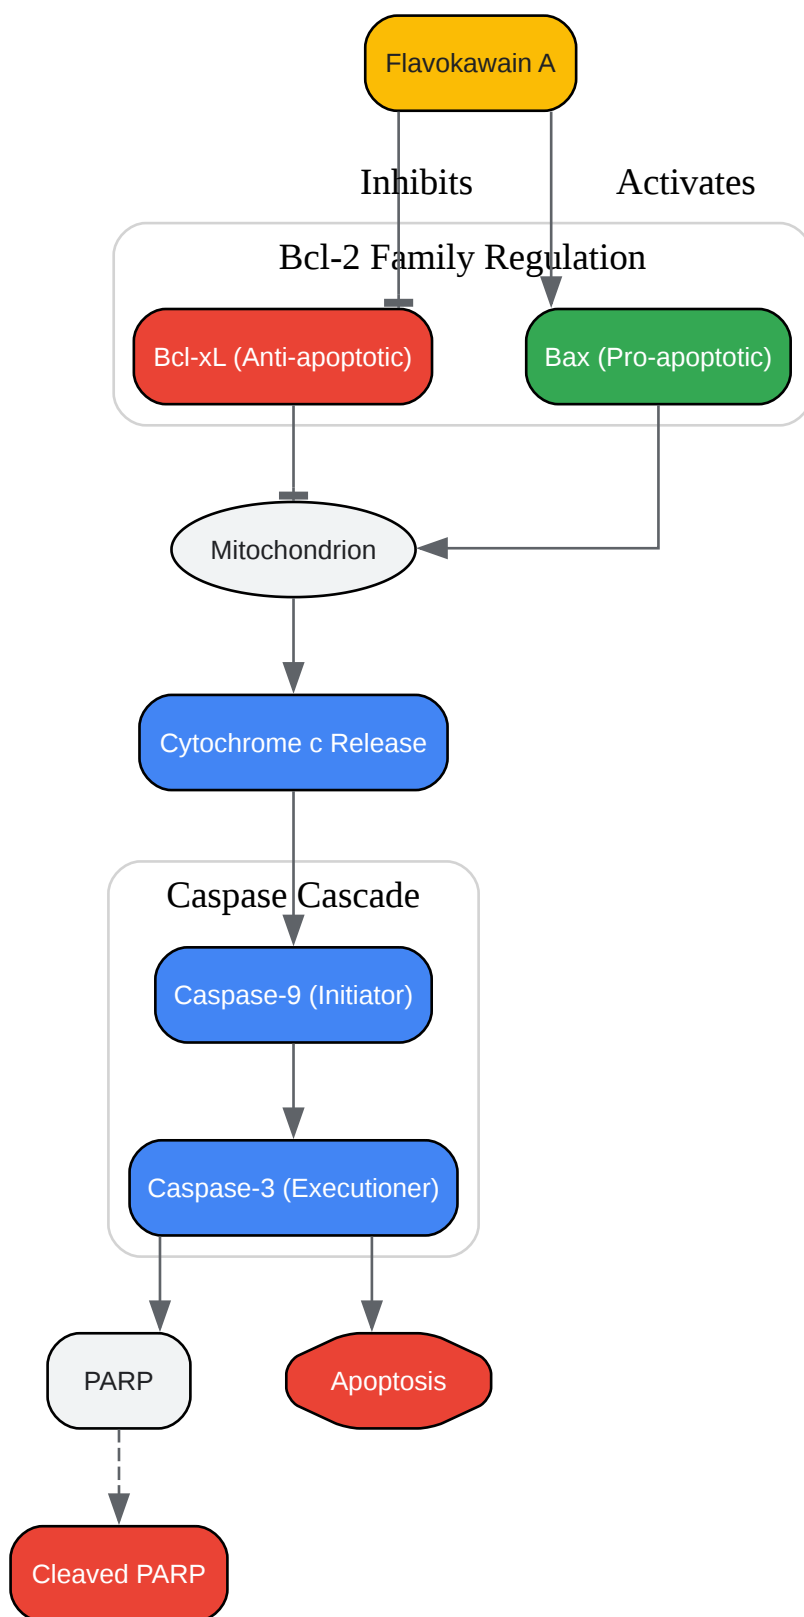 Flavokawain A
Inhibits
Activates
Bcl-2 Family Regulation
Bcl-xL (Anti-apoptotic)
Bax (Pro-apoptotic)
Mitochondrion
Cytochrome c Release
Caspase Cascade
Caspase-9 (Initiator)
Caspase-3 (Executioner)
PARP
Apoptosis
Cleaved PARP